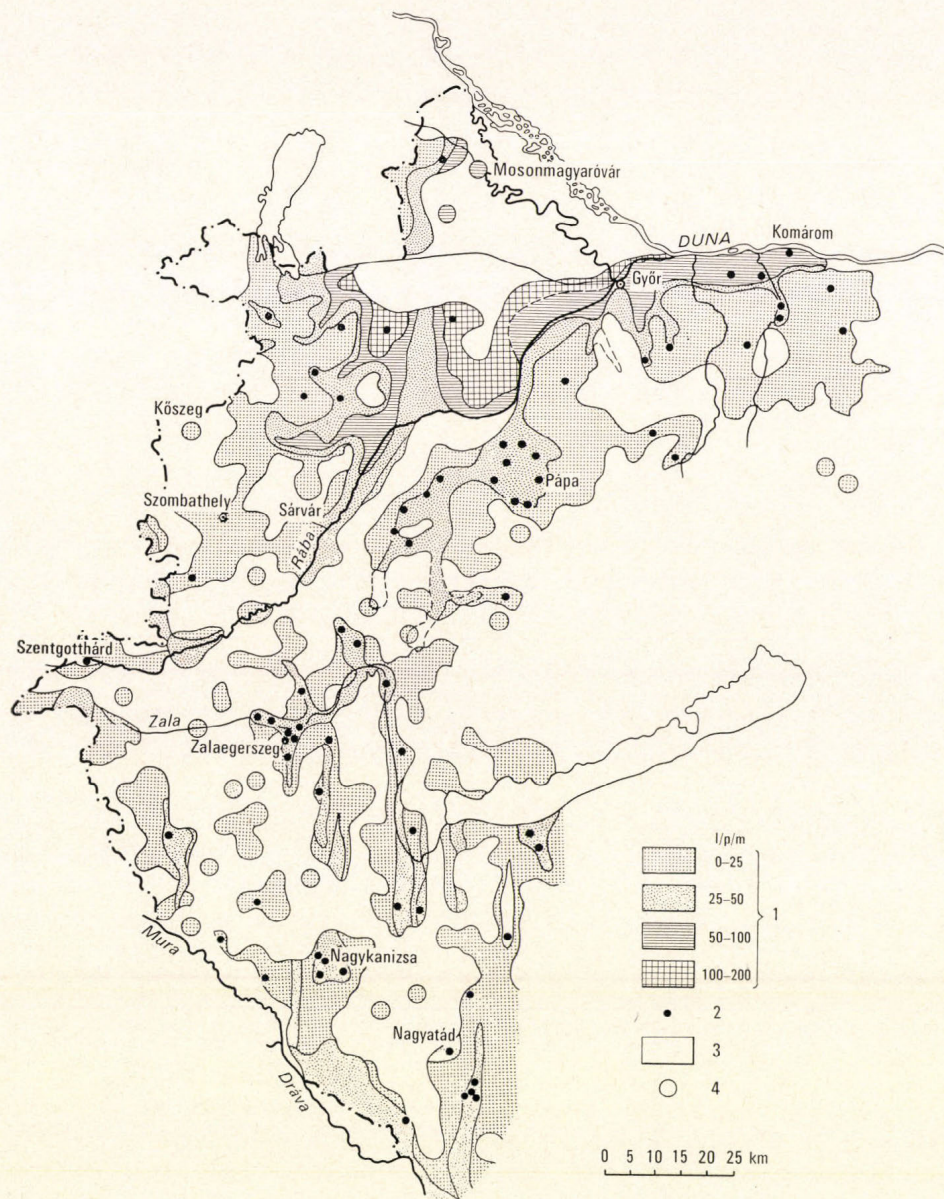 Mosonmagyaróvár
DUNA
Komárom
Győr
Kőszeg
Szombathely
Sárvár
Pápa
Rába
Szentgotthárd
Zala
Zalaegerszeg
l/p/m
0–25
25–50
50–100
100–200
1
2
3
4
Mura
Nagykanizsa
Nagyatád
Dráva
0 5 10 15 20 25 km